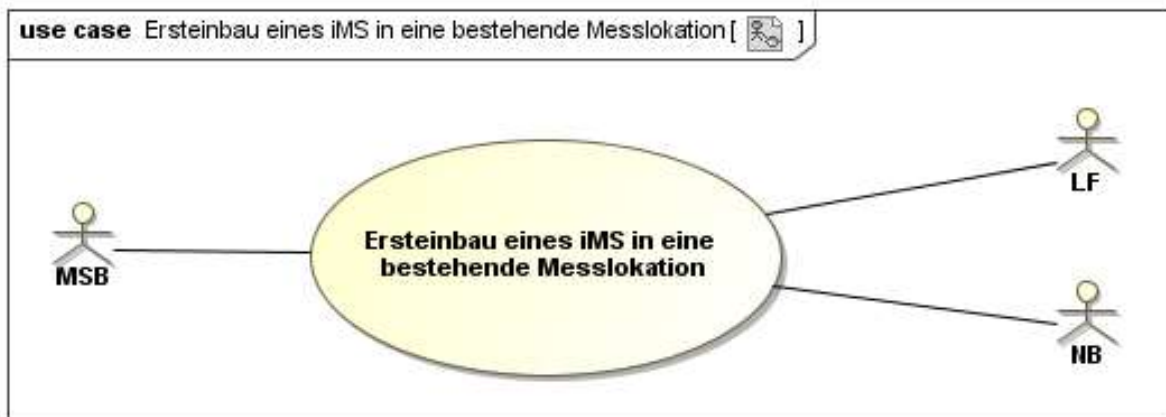 use case Ersteinbau eines iMS in eine bestehende Messlokation [ ]
LF
Ersteinbau eines iMS in eine
bestehende Messlokation
MSB
NB